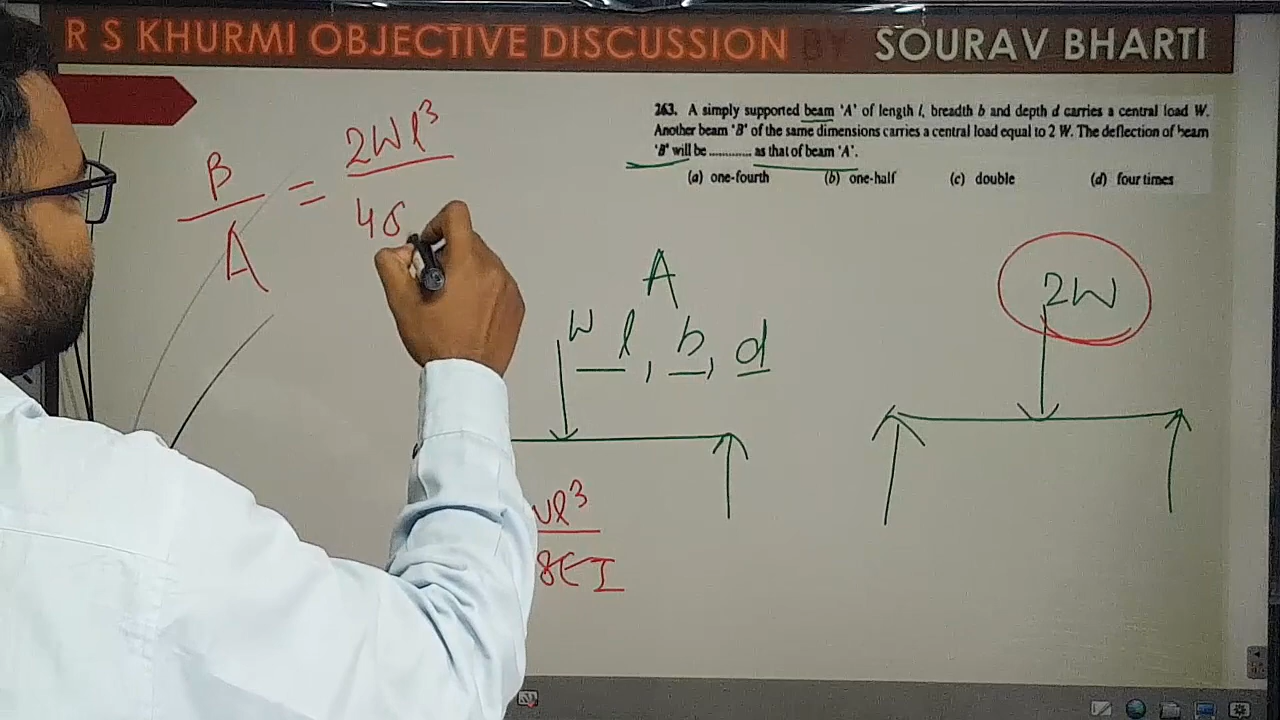 R S KHURMI OBJECTIVE DISCUSSION BY SOURAV BHARTI
263. A simply supported beam 'A' of length l, breadth b and depth d carries a central load W.
Another beam 'B' of the same dimensions carries a central load equal to 2 W. The deflection of beam
'B' will be ............ as that of beam 'A'.
(a) one-fourth (b) one-half (c) double (d) four times
B
A
=
2Wl³
48
A
W l, b, d
2W
Wl³
8EI